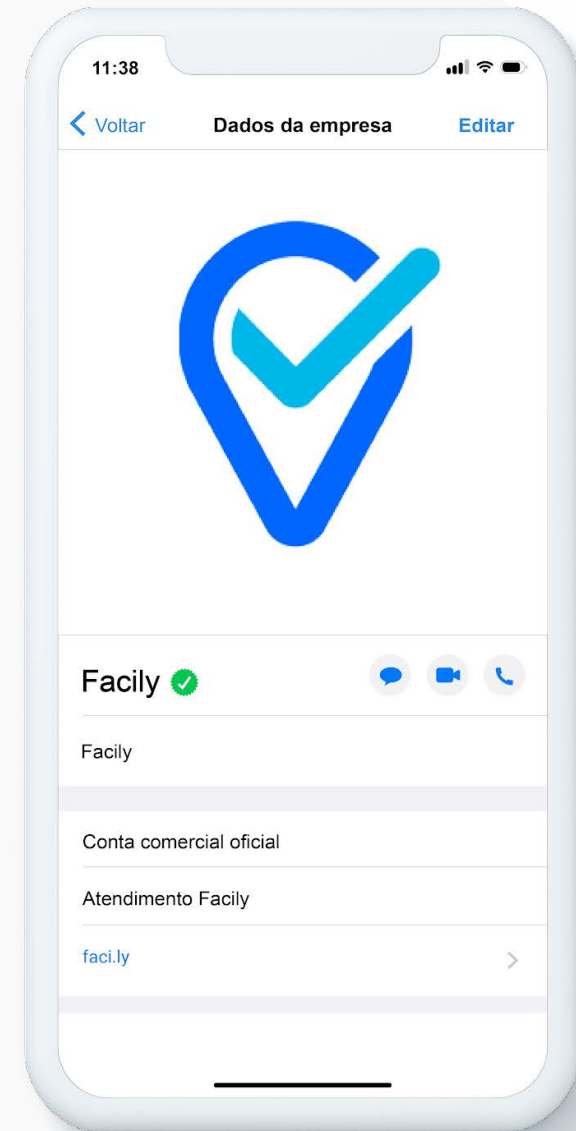 11:38
Voltar Dados da empresa Editar
Facily
Facily
Conta comercial oficial
Atendimento Facily
faci.ly